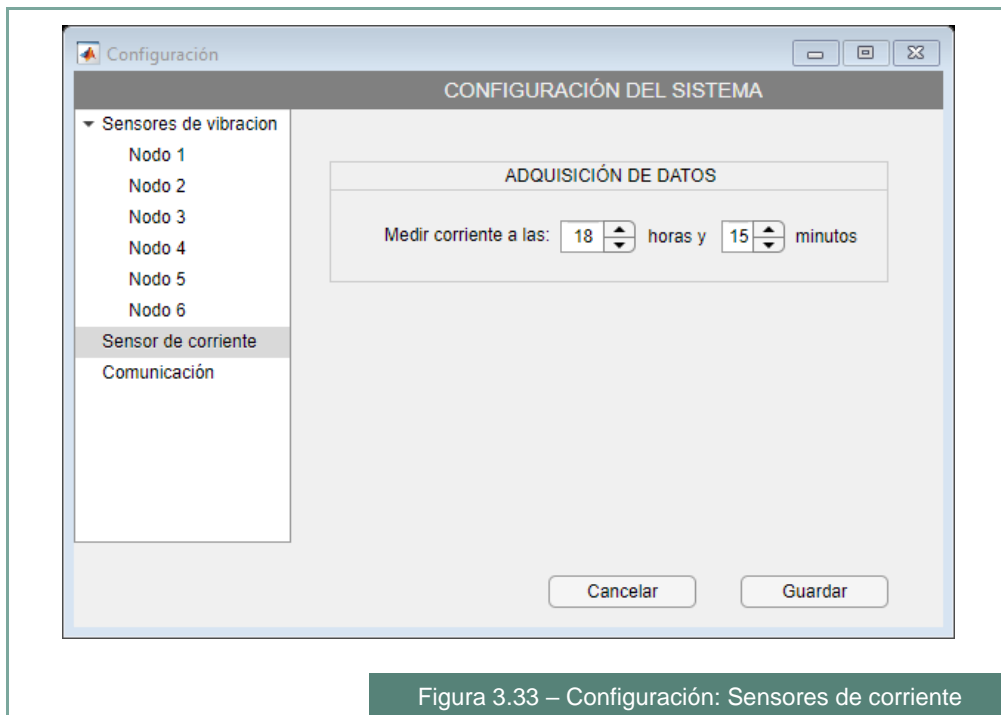 Configuración
CONFIGURACIÓN DEL SISTEMA
Sensores de vibracion
Nodo 1
Nodo 2
Nodo 3
Nodo 4
Nodo 5
Nodo 6
Sensor de corriente
Comunicación
ADQUISICIÓN DE DATOS
Medir corriente a las: 18 horas y 15 minutos
Cancelar Guardar
Figura 3.33 – Configuración: Sensores de corriente